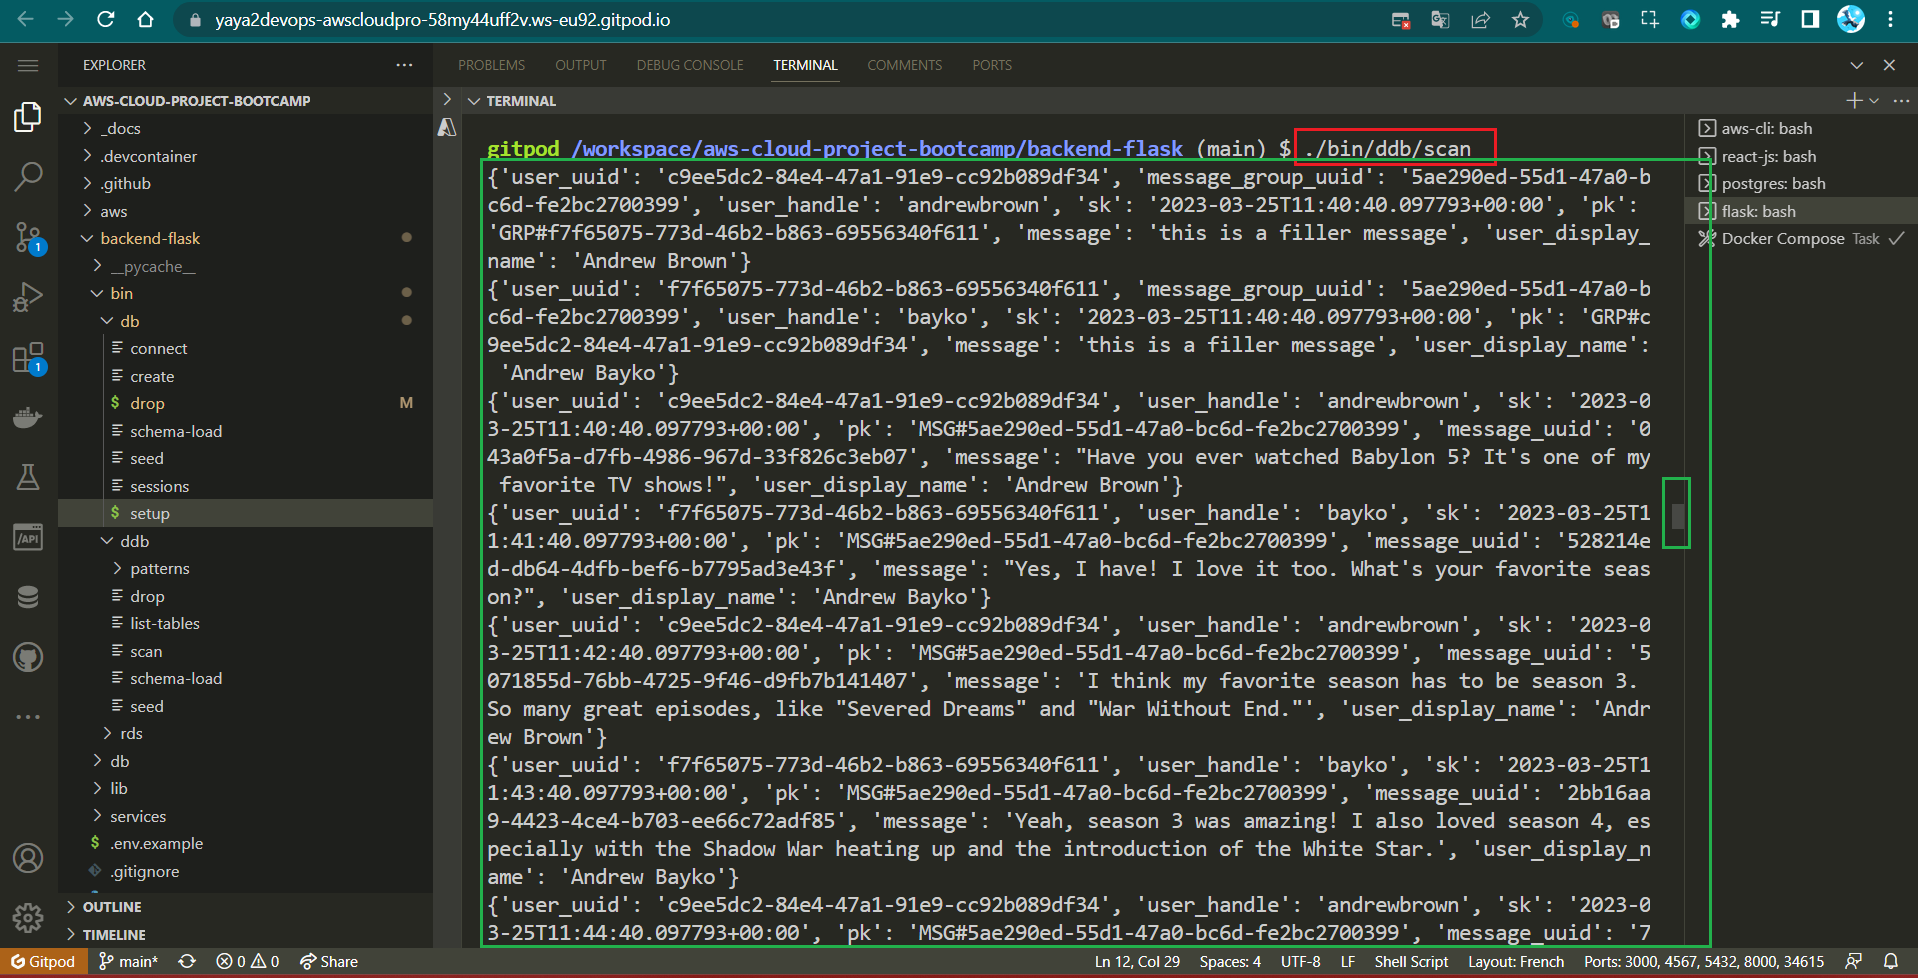 yaya2devops-awscloudpro-58my44uff2v.ws-eu92.gitpod.io
EXPLORER
AWS-CLOUD-PROJECT-BOOTCAMP
_docs
.devcontainer
.github
aws
backend-flask
__pycache__
bin
db
connect
create
$ drop M
schema-load
seed
sessions
$ setup
ddb
patterns
drop
list-tables
scan
schema-load
seed
rds
db
lib
services
$ .env.example
.gitignore
OUTLINE
TIMELINE
1
1
/API
PROBLEMS OUTPUT DEBUG CONSOLE TERMINAL COMMENTS PORTS
TERMINAL
gitpod /workspace/aws-cloud-project-bootcamp/backend-flask (main) $ ./bin/ddb/scan
{'user_uuid': 'c9ee5dc2-84e4-47a1-91e9-cc92b089df34', 'message_group_uuid': '5ae290ed-55d1-47a0-b
c6d-fe2bc2700399', 'user_handle': 'andrewbrown', 'sk': '2023-03-25T11:40:40.097793+00:00', 'pk':
'GRP#f7f65075-773d-46b2-b863-69556340f611', 'message': 'this is a filler message', 'user_display_
name': 'Andrew Brown'}
{'user_uuid': 'f7f65075-773d-46b2-b863-69556340f611', 'message_group_uuid': '5ae290ed-55d1-47a0-b
c6d-fe2bc2700399', 'user_handle': 'bayko', 'sk': '2023-03-25T11:40:40.097793+00:00', 'pk': 'GRP#c
9ee5dc2-84e4-47a1-91e9-cc92b089df34', 'message': 'this is a filler message', 'user_display_name':
'Andrew Bayko'}
{'user_uuid': 'c9ee5dc2-84e4-47a1-91e9-cc92b089df34', 'user_handle': 'andrewbrown', 'sk': '2023-0
3-25T11:40:40.097793+00:00', 'pk': 'MSG#5ae290ed-55d1-47a0-bc6d-fe2bc2700399', 'message_uuid': '0
43a0f5a-d7fb-4986-967d-33f826c3eb07', 'message': "Have you ever watched Babylon 5? It's one of my
favorite TV shows!", 'user_display_name': 'Andrew Brown'}
{'user_uuid': 'f7f65075-773d-46b2-b863-69556340f611', 'user_handle': 'bayko', 'sk': '2023-03-25T1
1:41:40.097793+00:00', 'pk': 'MSG#5ae290ed-55d1-47a0-bc6d-fe2bc2700399', 'message_uuid': '528214e
d-db64-4dfb-bef6-b7795ad3e43f', 'message': "Yes, I have! I love it too. What's your favorite seas
on?", 'user_display_name': 'Andrew Bayko'}
{'user_uuid': 'c9ee5dc2-84e4-47a1-91e9-cc92b089df34', 'user_handle': 'andrewbrown', 'sk': '2023-0
3-25T11:42:40.097793+00:00', 'pk': 'MSG#5ae290ed-55d1-47a0-bc6d-fe2bc2700399', 'message_uuid': '5
071855d-76bb-4725-9f46-d9fb7b141407', 'message': 'I think my favorite season has to be season 3.
So many great episodes, like "Severed Dreams" and "War Without End."', 'user_display_name': 'Andr
ew Brown'}
{'user_uuid': 'f7f65075-773d-46b2-b863-69556340f611', 'user_handle': 'bayko', 'sk': '2023-03-25T1
1:43:40.097793+00:00', 'pk': 'MSG#5ae290ed-55d1-47a0-bc6d-fe2bc2700399', 'message_uuid': '2bb16aa
9-4423-4ce4-b703-ee66c72adf85', 'message': 'Yeah, season 3 was amazing! I also loved season 4, es
pecially with the Shadow War heating up and the introduction of the White Star.', 'user_display_n
ame': 'Andrew Bayko'}
{'user_uuid': 'c9ee5dc2-84e4-47a1-91e9-cc92b089df34', 'user_handle': 'andrewbrown', 'sk': '2023-0
3-25T11:44:40.097793+00:00', 'pk': 'MSG#5ae290ed-55d1-47a0-bc6d-fe2bc2700399', 'message_uuid': '7
aws-cli: bash
react-js: bash
postgres: bash
flask: bash
Docker Compose Task
Gitpod main* 0 0 Share Ln 12, Col 29 Spaces: 4 UTF-8 LF Shell Script Layout: French Ports: 3000, 4567, 5432, 8000, 34615